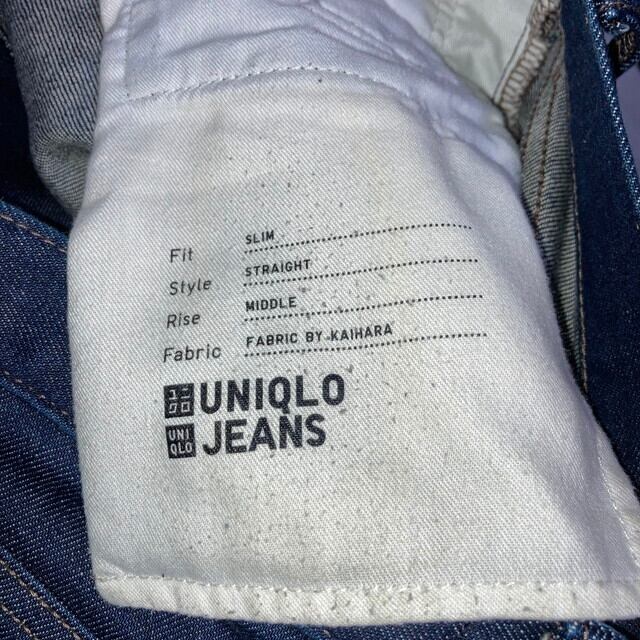 Fit SLIM
Style STRAIGHT
Rise MIDDLE
Fabric FABRIC BY KAIHARA
ユニクロ UNIQLO
UNIQLO JEANS